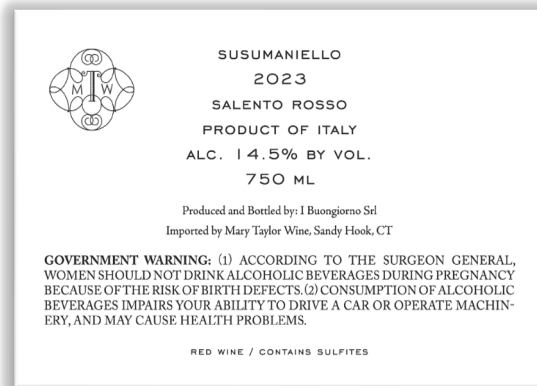 MTW
SUSUMANIELLO
2023
SALENTO ROSSO
PRODUCT OF ITALY
ALC. 14.5% BY VOL.
750 ML
Produced and Bottled by: I Buongiorno Srl
Imported by Mary Taylor Wine, Sandy Hook, CT
GOVERNMENT WARNING: (1) ACCORDING TO THE SURGEON GENERAL,
WOMEN SHOULD NOT DRINK ALCOHOLIC BEVERAGES DURING PREGNANCY
BECAUSE OF THE RISK OF BIRTH DEFECTS. (2) CONSUMPTION OF ALCOHOLIC
BEVERAGES IMPAIRS YOUR ABILITY TO DRIVE A CAR OR OPERATE MACHIN-
ERY, AND MAY CAUSE HEALTH PROBLEMS.
RED WINE / CONTAINS SULFITES